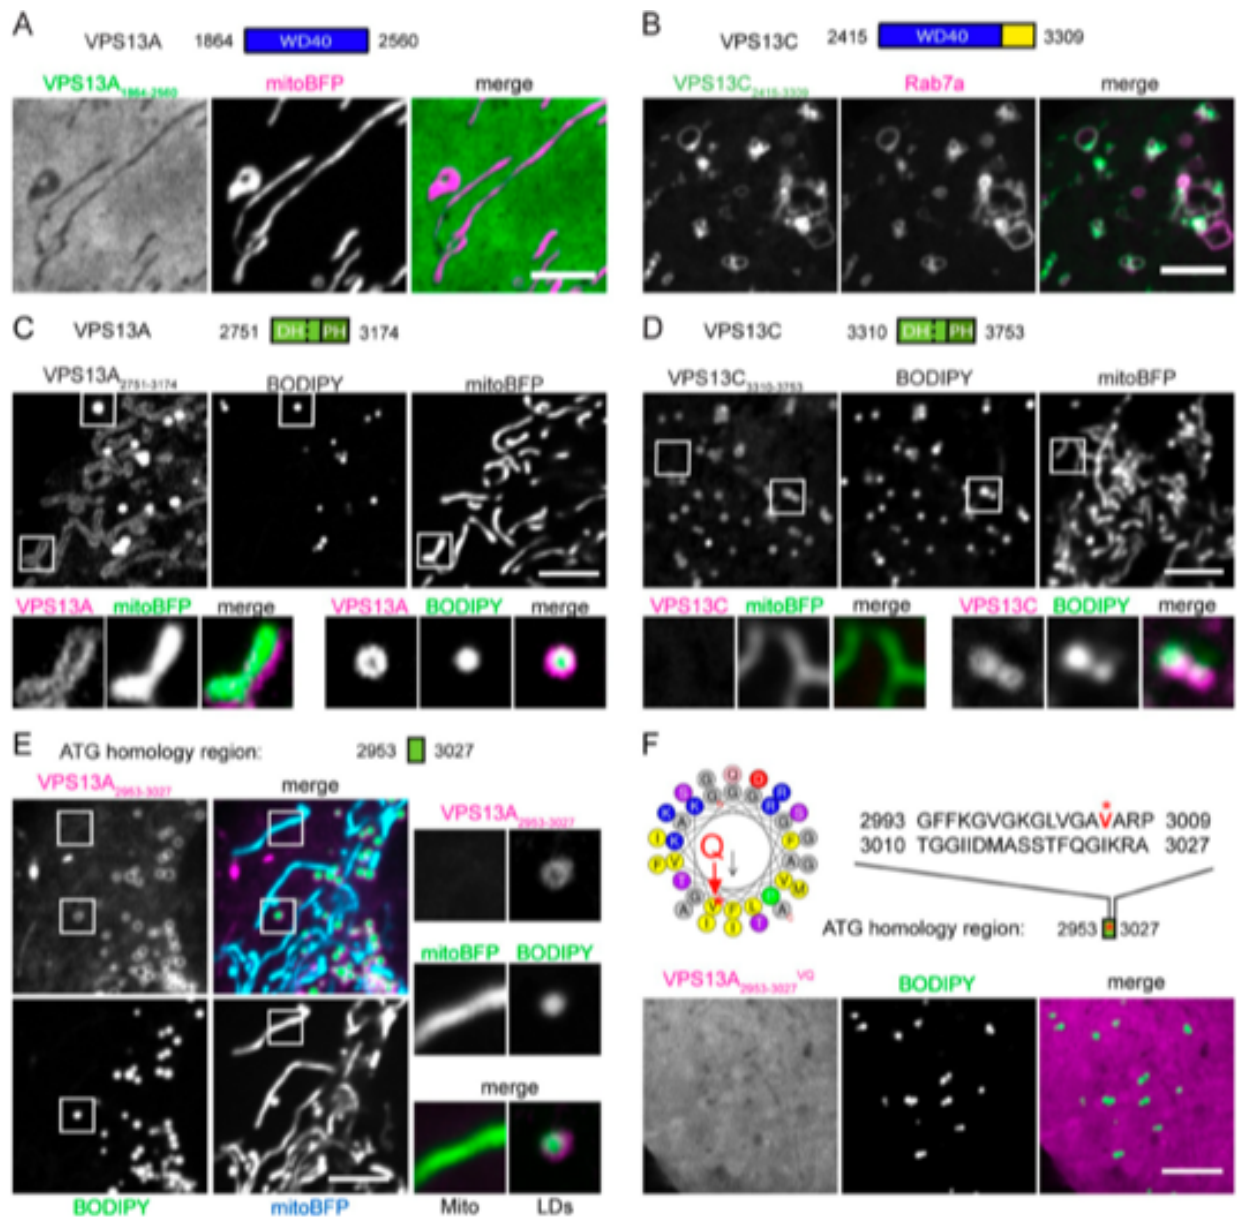 A
VPS13A 1864 WD40 2560
VPS13A1864-2560 mitoBFP merge
B
VPS13C 2415 WD40 3309
VPS13C2415-3309 Rab7a merge
C
VPS13A 2751 DH PH 3174
VPS13A2751-3174 BODIPY mitoBFP
VPS13A mitoBFP merge VPS13A BODIPY merge
D
VPS13C 3310 DH PH 3753
VPS13C3310-3753 BODIPY mitoBFP
VPS13C mitoBFP merge VPS13C BODIPY merge
E
ATG homology region: 2953 3027
VPS13A2953-3027 merge
VPS13A2953-3027
mitoBFP BODIPY
merge
BODIPY mitoBFP Mito LDs
F
Q
*
2993 GFFKGVGKGLVGAVARP 3009
3010 TGGIIDMASSTFQGIKRA 3027
ATG homology region: 2953 3027
VPS13A2953-3027VG BODIPY merge